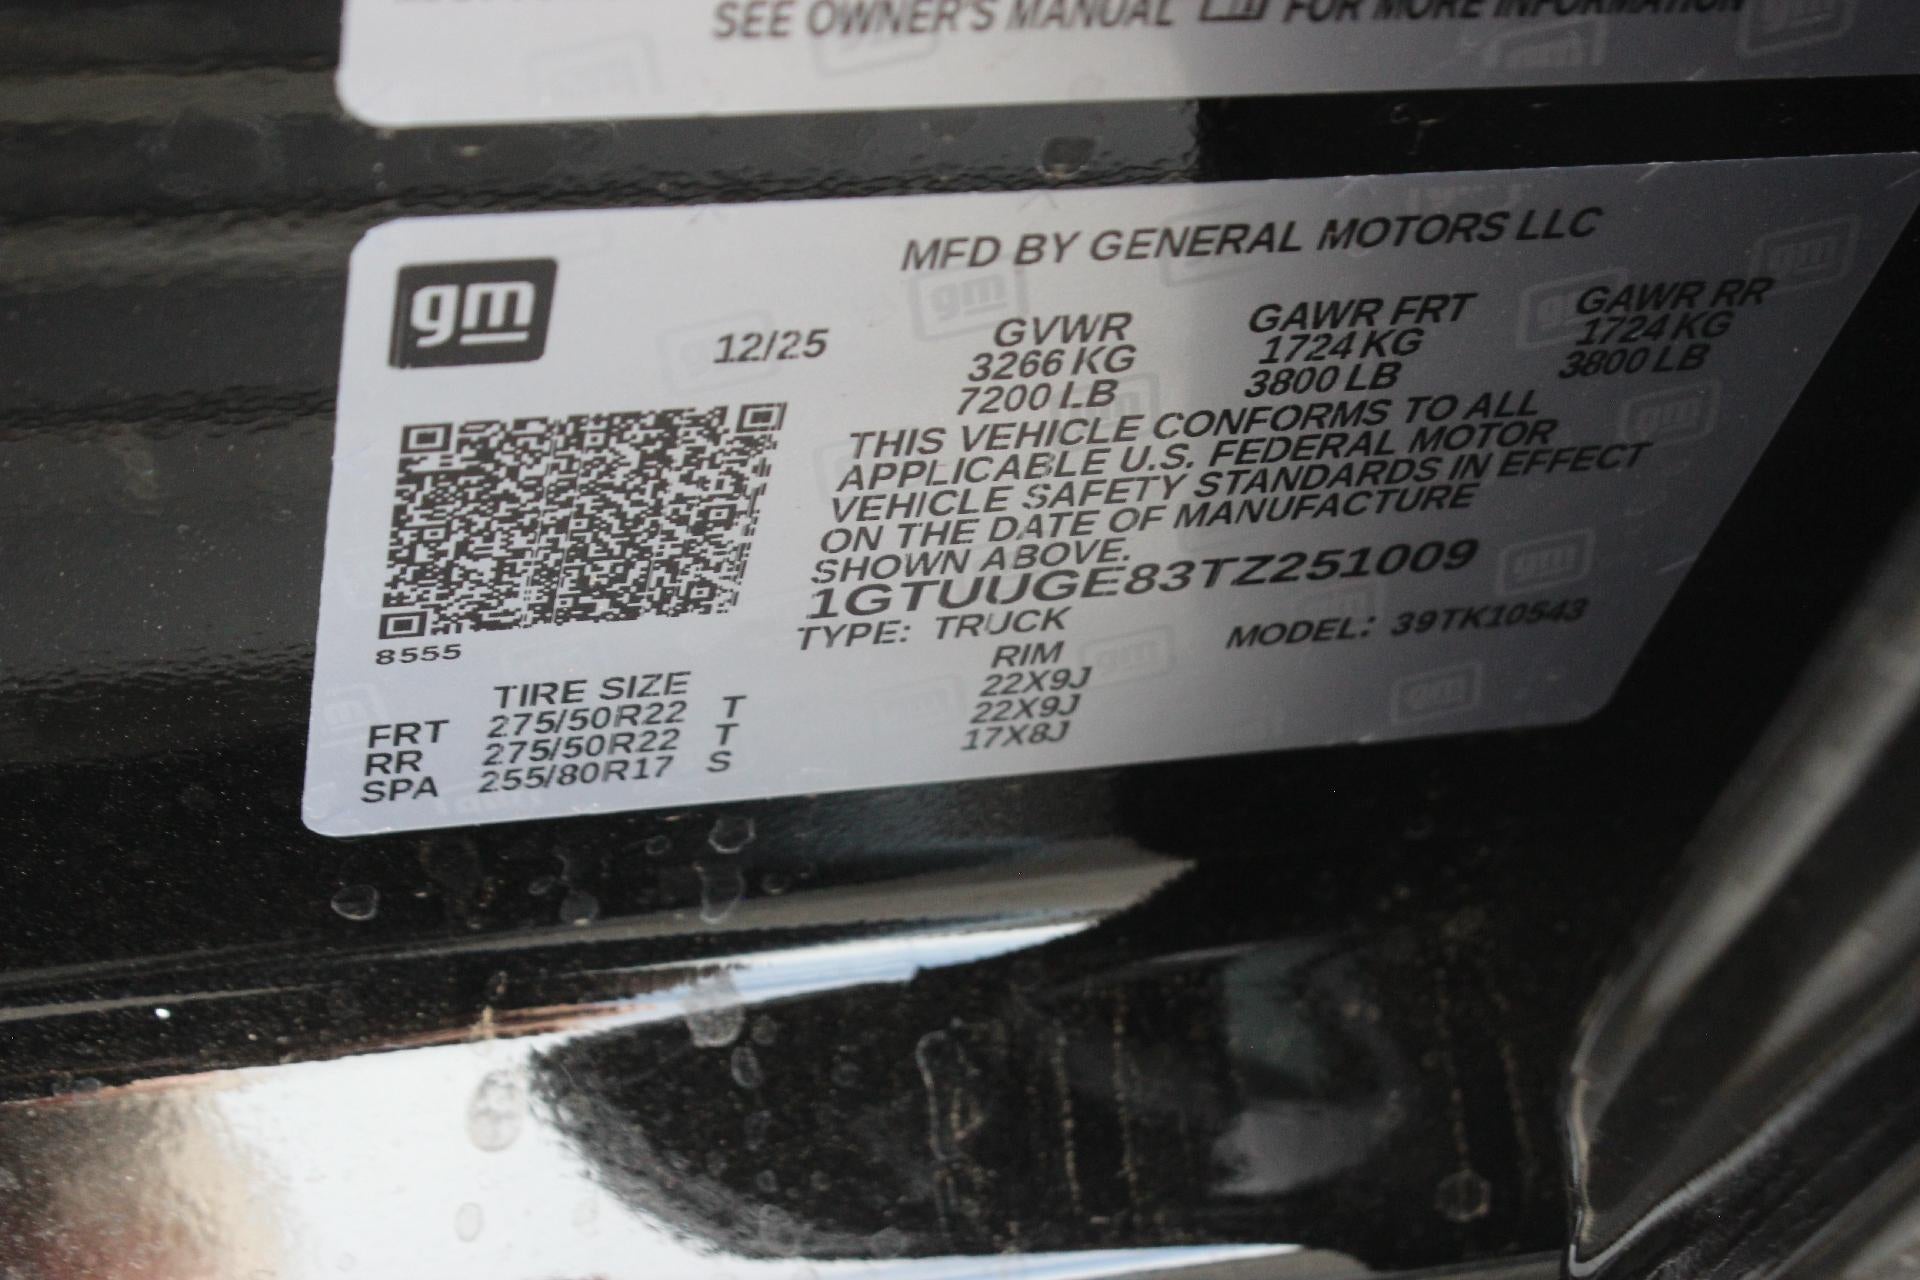 SEE OWNER'S MANUAL FOR MORE INFORMATION
gm
MFD BY GENERAL MOTORS LLC
12/25
GVWR GAWR FRT GAWR RR
3266 KG 1724 KG 1724 KG
7200 LB 3800 LB 3800 LB
THIS VEHICLE CONFORMS TO ALL
APPLICABLE U.S. FEDERAL MOTOR
VEHICLE SAFETY STANDARDS IN EFFECT
ON THE DATE OF MANUFACTURE
SHOWN ABOVE.
1GTUUGE83TZ251009
TYPE: TRUCK MODEL: 39TK10543
8555
TIRE SIZE RIM
FRT 275/50R22 T 22X9J
RR 275/50R22 T 22X9J
SPA 255/80R17 S 17X8J